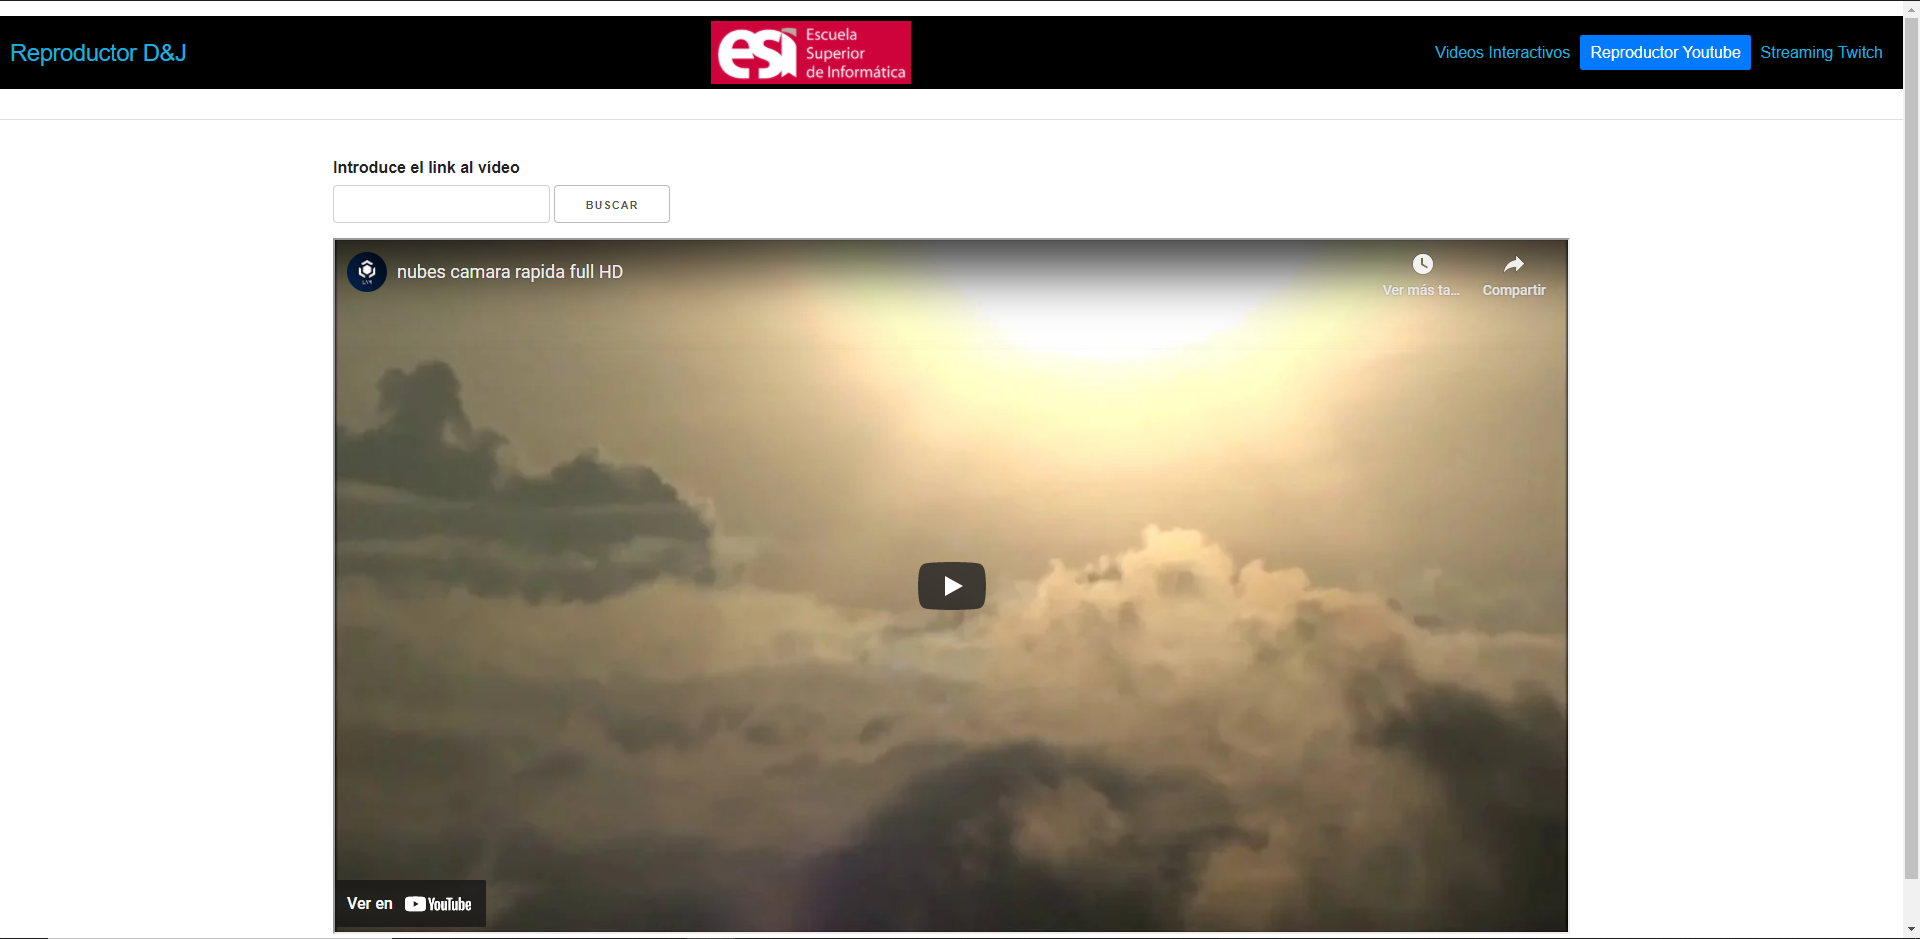 Reproductor D&J
esi
Escuela
Superior
de Informática
Videos Interactivos
Reproductor Youtube
Streaming Twitch
Introduce el link al vídeo
BUSCAR
nubes camara rapida full HD
Ver más ta...
Compartir
Ver en YouTube